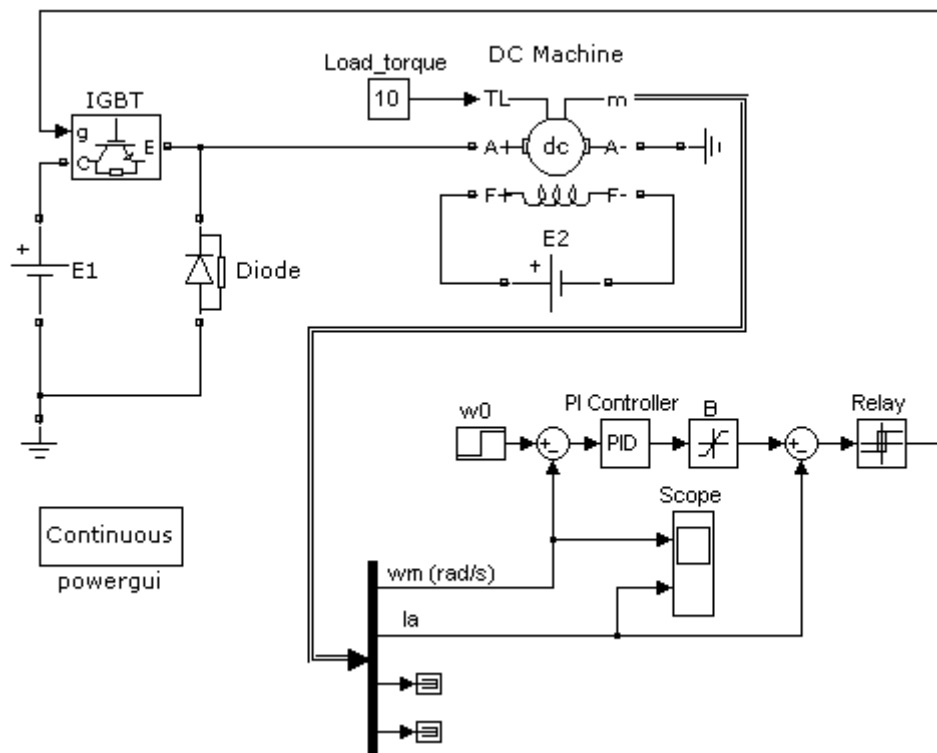 DC Machine
Load_torque
10
TL
m
IGBT
g
C
E
A+
dc
A-
F+
F-
E2
+
+
E1
Diode
w0
PI Controller
B
Relay
+
-
PID
+
-
Scope
Continuous
powergui
wm (rad/s)
Ia